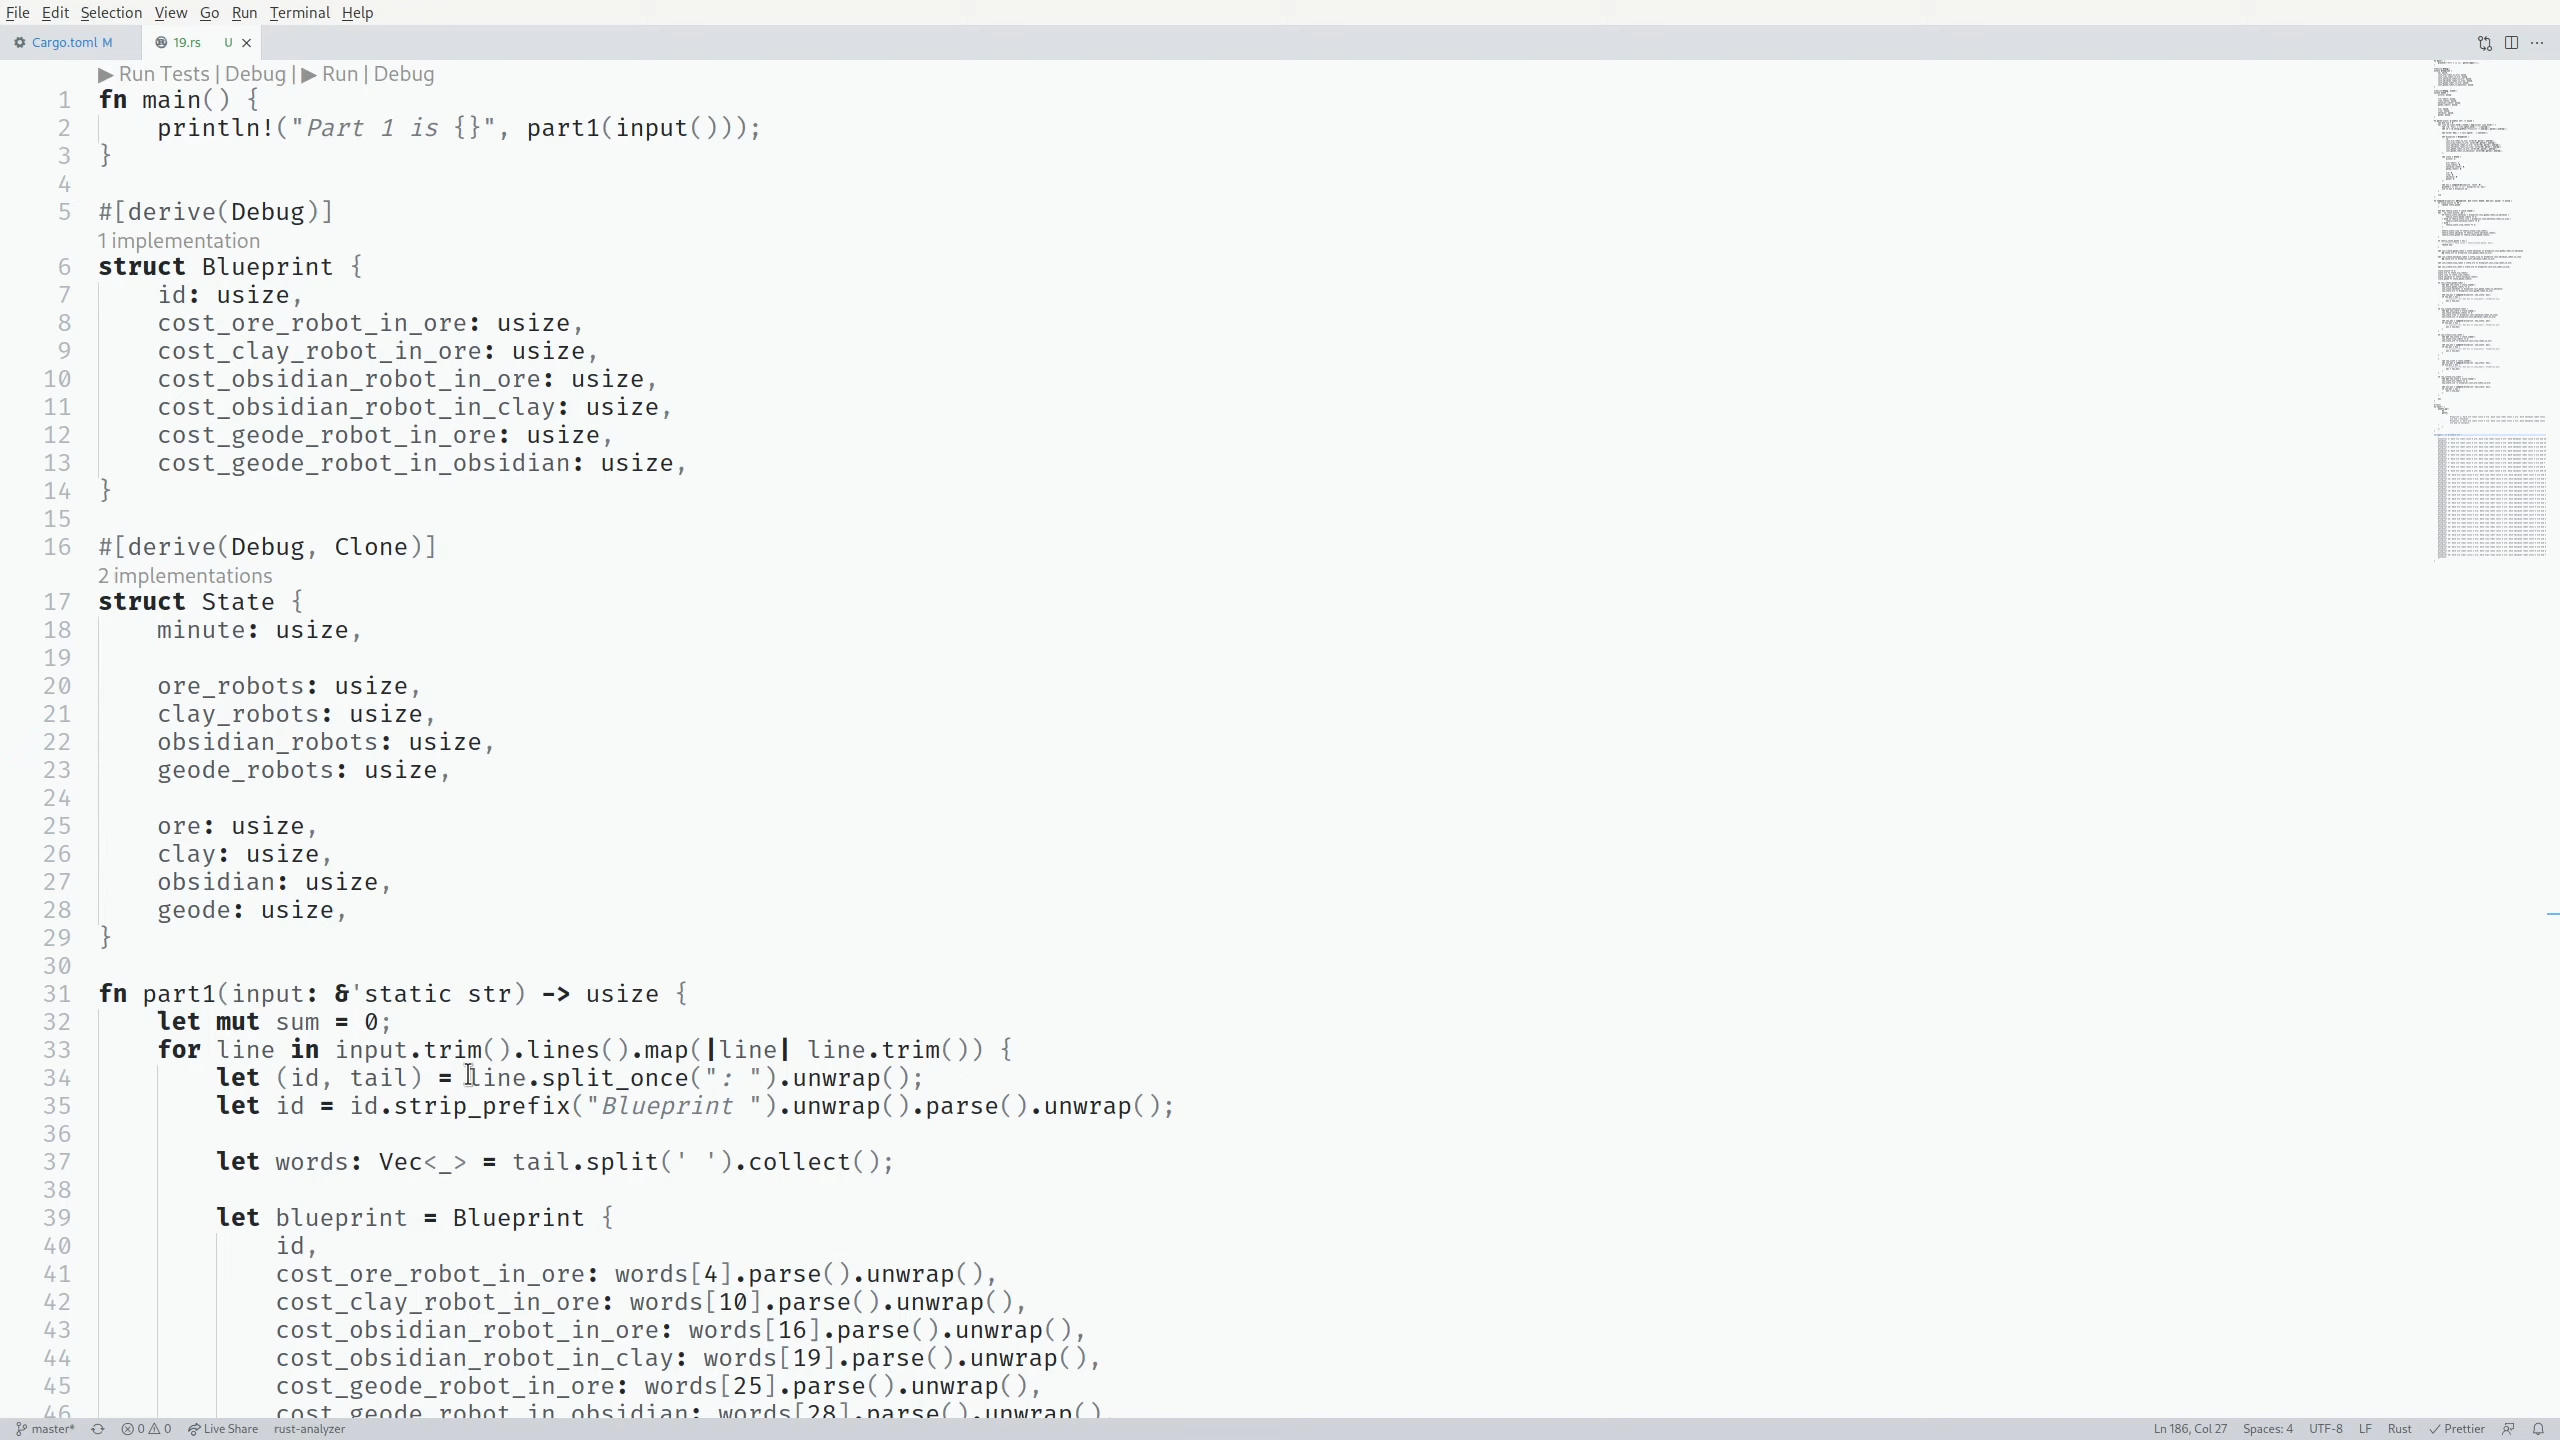 File Edit Selection View Go Run Terminal Help
Cargo.toml M 19.rs U
Run Tests | Debug | Run | Debug
1 fn main() {
2     println!("Part 1 is {}", part1(input()));
3 }
4
5 #[derive(Debug)]
1 implementation
6 struct Blueprint {
7     id: usize,
8     cost_ore_robot_in_ore: usize,
9     cost_clay_robot_in_ore: usize,
10     cost_obsidian_robot_in_ore: usize,
11     cost_obsidian_robot_in_clay: usize,
12     cost_geode_robot_in_ore: usize,
13     cost_geode_robot_in_obsidian: usize,
14 }
15
16 #[derive(Debug, Clone)]
2 implementations
17 struct State {
18     minute: usize,
19
20     ore_robots: usize,
21     clay_robots: usize,
22     obsidian_robots: usize,
23     geode_robots: usize,
24
25     ore: usize,
26     clay: usize,
27     obsidian: usize,
28     geode: usize,
29 }
30
31 fn part1(input: &'static str) -> usize {
32     let mut sum = 0;
33     for line in input.trim().lines().map(|line| line.trim()) {
34         let (id, tail) = line.split_once(": ").unwrap();
35         let id = id.strip_prefix("Blueprint ").unwrap().parse().unwrap();
36
37         let words: Vec<_> = tail.split(' ').collect();
38
39         let blueprint = Blueprint {
40             id,
41             cost_ore_robot_in_ore: words[4].parse().unwrap(),
42             cost_clay_robot_in_ore: words[10].parse().unwrap(),
43             cost_obsidian_robot_in_ore: words[16].parse().unwrap(),
44             cost_obsidian_robot_in_clay: words[19].parse().unwrap(),
45             cost_geode_robot_in_ore: words[25].parse().unwrap(),
46             cost_geode_robot_in_obsidian: words[28].parse().unwrap(),
master* 0 0 Live Share rust-analyzer Ln 186, Col 27 Spaces: 4 UTF-8 LF Rust Prettier